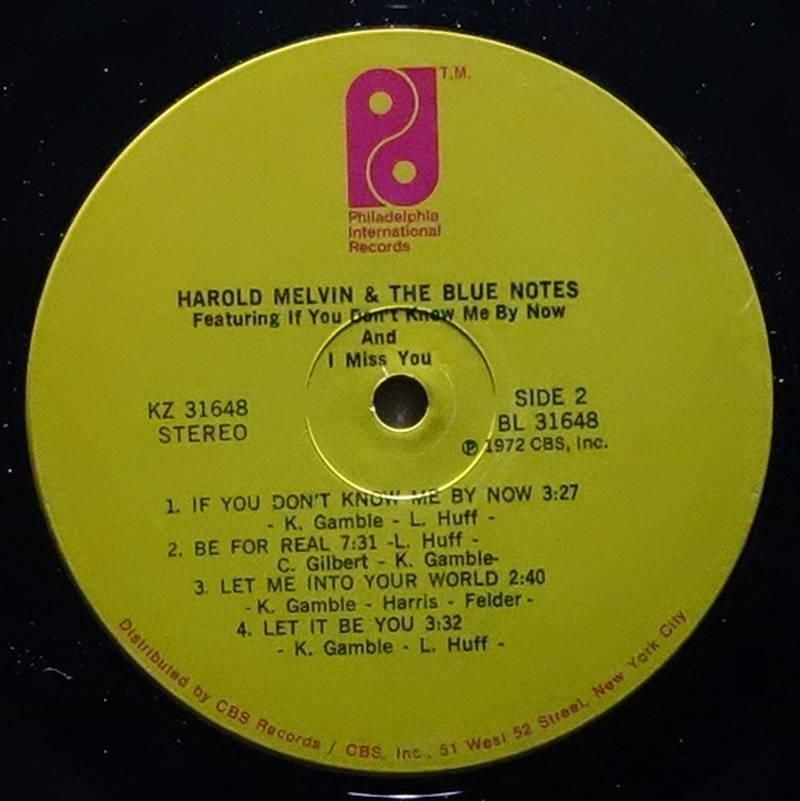 T.M.
Philadelphia
International
Records
HAROLD MELVIN & THE BLUE NOTES
Featuring If You Don't Know Me By Now
And
I Miss You
KZ 31648
STEREO
SIDE 2
BL 31648
℗ 1972 CBS, Inc.
1. IF YOU DON'T KNOW ME BY NOW 3:27
- K. Gamble - L. Huff -
2. BE FOR REAL 7:31 -L. Huff -
C. Gilbert - K. Gamble-
3. LET ME INTO YOUR WORLD 2:40
- K. Gamble - Harris - Felder -
4. LET IT BE YOU 3:32
- K. Gamble - L. Huff -
Distributed by CBS Records / CBS, Inc., 51 West 52 Street, New York City